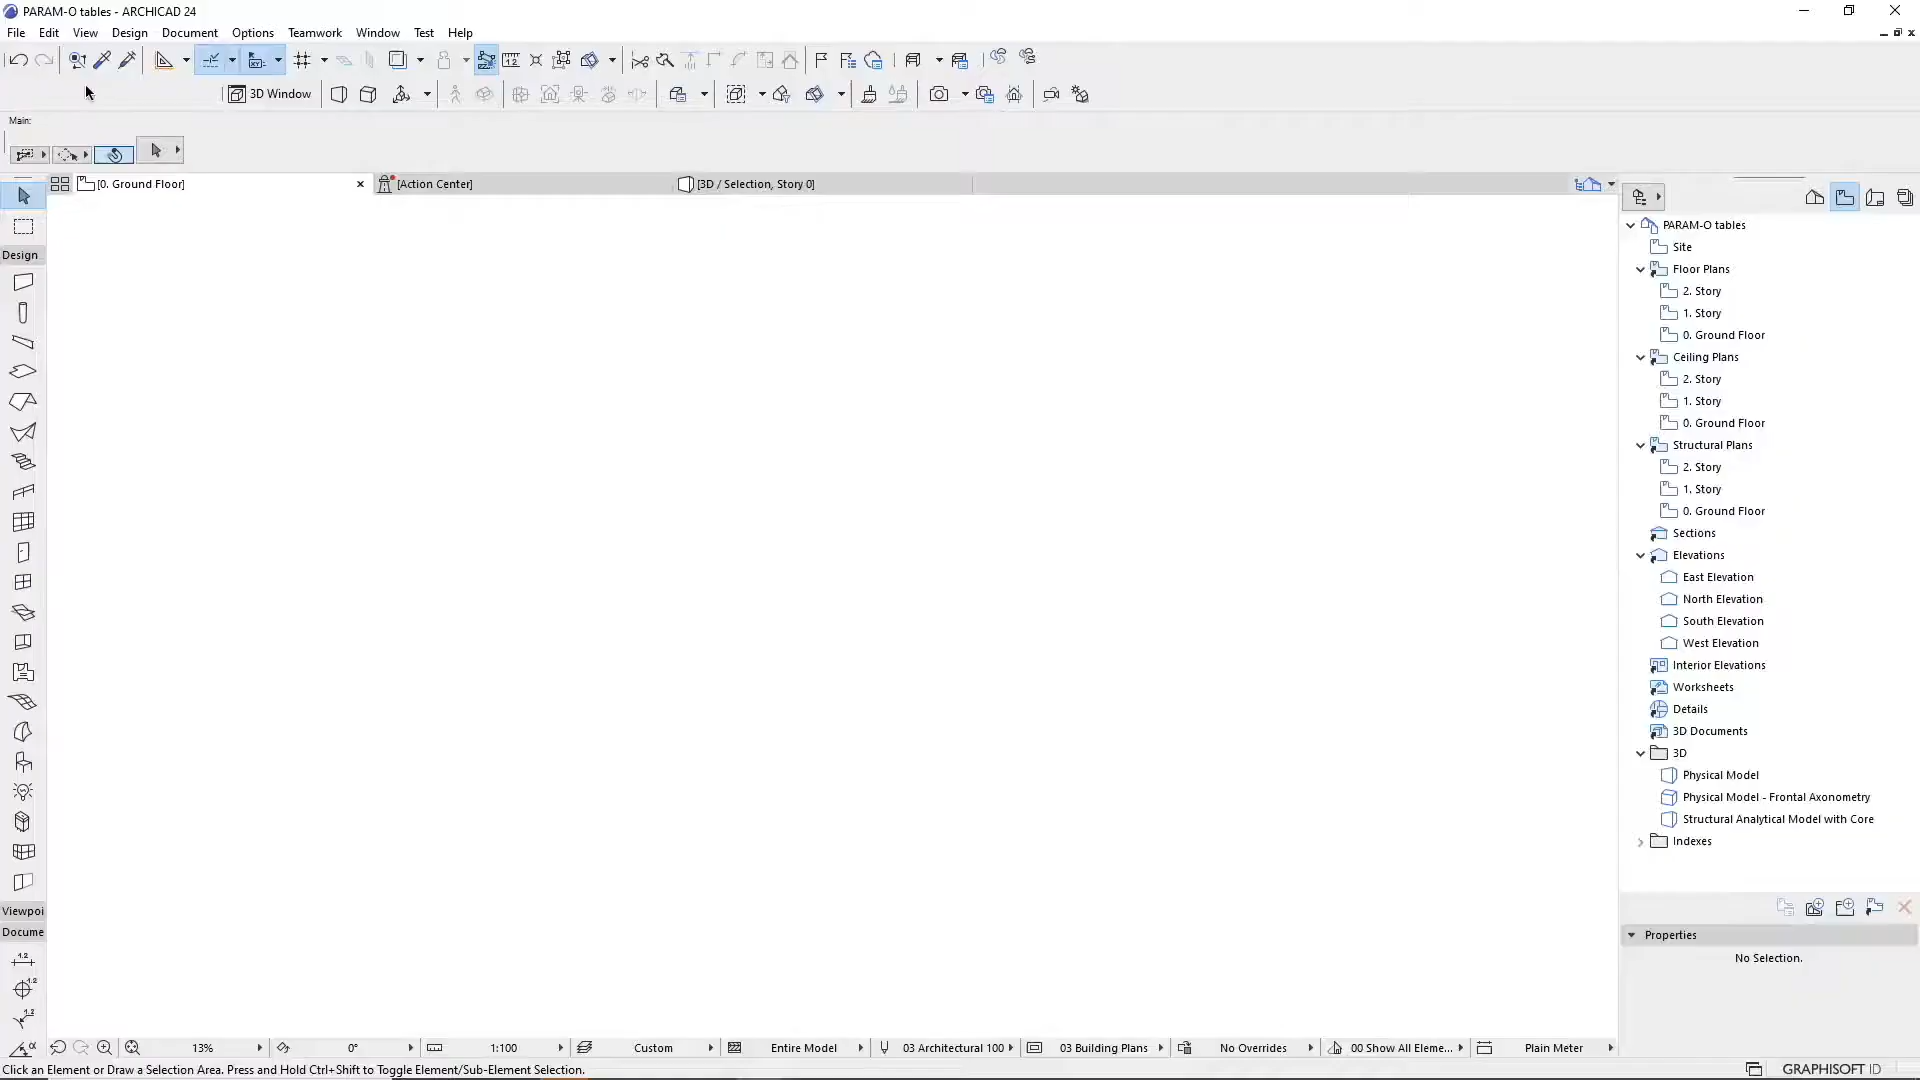 PARAM-O tables - ARCHICAD 24
File Edit View Design Document Options Teamwork Window Test Help
3D Window
Main:
[0. Ground Floor] [Action Center] [3D / Selection, Story 0]
Design
PARAM-O tables
Site
Floor Plans
2. Story
1. Story
0. Ground Floor
Ceiling Plans
2. Story
1. Story
0. Ground Floor
Structural Plans
2. Story
1. Story
0. Ground Floor
Sections
Elevations
East Elevation
North Elevation
South Elevation
West Elevation
Interior Elevations
Worksheets
Details
3D Documents
3D
Physical Model
Physical Model - Frontal Axonometry
Structural Analytical Model with Core
Indexes
Viewpoi
Docume
Properties
No Selection.
13% 0° 1:100 Custom Entire Model 03 Architectural 100 03 Building Plans No Overrides 00 Show All Eleme... Plain Meter
Click an Element or Draw a Selection Area. Press and Hold Ctrl+Shift to Toggle Element/Sub-Element Selection.
GRAPHISOFT ID